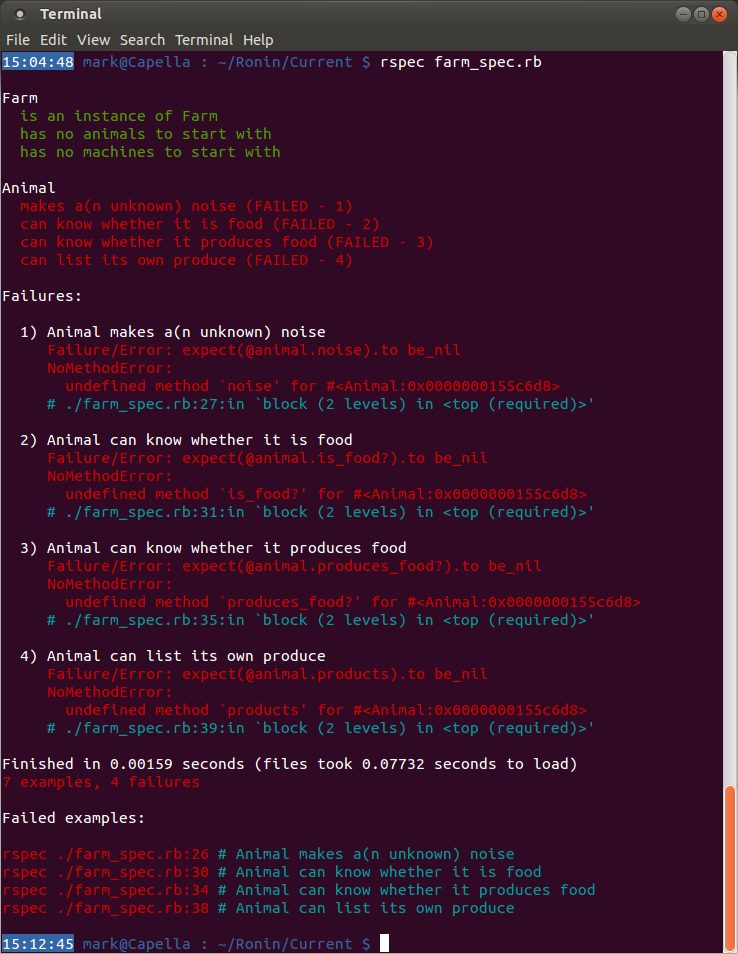 Terminal
File Edit View Search Terminal Help
15:04:48 mark@Capella : ~/Ronin/Current $ rspec farm_spec.rb
Farm
is an instance of Farm
has no animals to start with
has no machines to start with
Animal
makes a(n unknown) noise (FAILED - 1)
can know whether it is food (FAILED - 2)
can know whether it produces food (FAILED - 3)
can list its own produce (FAILED - 4)
Failures:
1) Animal makes a(n unknown) noise
Failure/Error: expect(@animal.noise).to be_nil
NoMethodError:
undefined method `noise' for #<Animal:0x0000000155c6d8>
# ./farm_spec.rb:27:in `block (2 levels) in <top (required)>'
2) Animal can know whether it is food
Failure/Error: expect(@animal.is_food?).to be_nil
NoMethodError:
undefined method `is_food?' for #<Animal:0x0000000155c6d8>
# ./farm_spec.rb:31:in `block (2 levels) in <top (required)>'
3) Animal can know whether it produces food
Failure/Error: expect(@animal.produces_food?).to be_nil
NoMethodError:
undefined method `produces_food?' for #<Animal:0x0000000155c6d8>
# ./farm_spec.rb:35:in `block (2 levels) in <top (required)>'
4) Animal can list its own produce
Failure/Error: expect(@animal.products).to be_nil
NoMethodError:
undefined method `products' for #<Animal:0x0000000155c6d8>
# ./farm_spec.rb:39:in `block (2 levels) in <top (required)>'
Finished in 0.00159 seconds (files took 0.07732 seconds to load)
7 examples, 4 failures
Failed examples:
rspec ./farm_spec.rb:26 # Animal makes a(n unknown) noise
rspec ./farm_spec.rb:30 # Animal can know whether it is food
rspec ./farm_spec.rb:34 # Animal can know whether it produces food
rspec ./farm_spec.rb:38 # Animal can list its own produce
15:12:45 mark@Capella : ~/Ronin/Current $